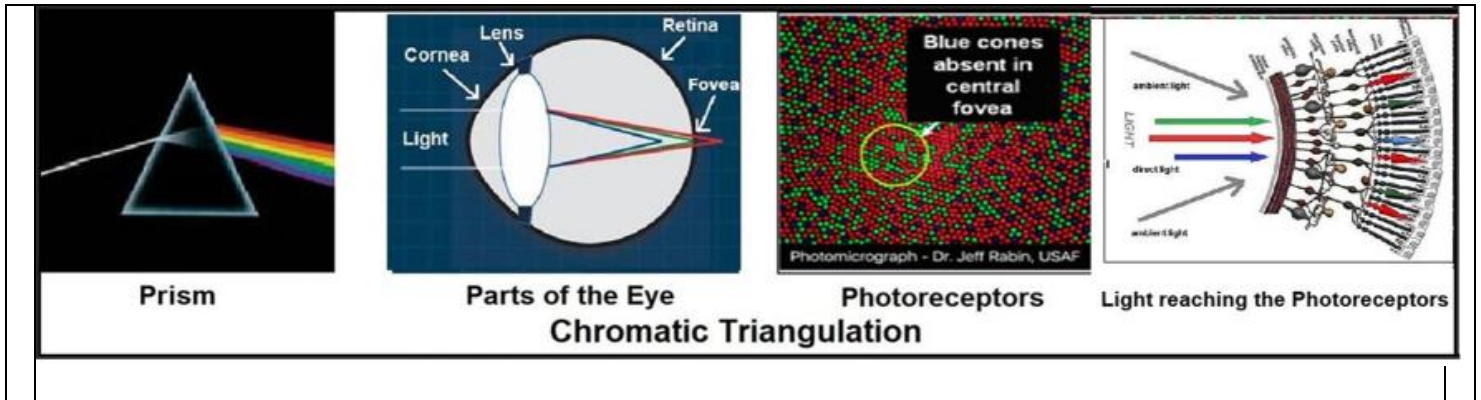 Lens
Retina
Cornea
Fovea
Light
Blue cones
absent in
central
fovea
Photomicrograph - Dr. Jeff Rabin, USAF
ambient light
LIGHT
direct light
ambient light
Prism
Parts of the Eye
Photoreceptors
Light reaching the Photoreceptors
Chromatic Triangulation